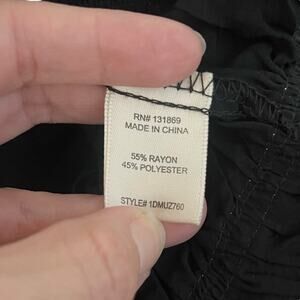 RN# 131869
MADE IN CHINA
55% RAYON
45% POLYESTER
STYLE# 1DMUZ760